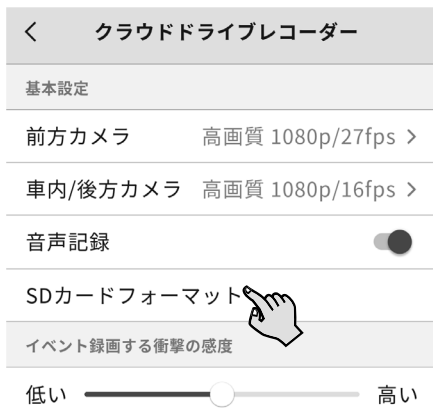 クラウドドライブレコーダー
基本設定
前方カメラ 高画質 1080p/27fps
車内/後方カメラ 高画質 1080p/16fps
音声記録
SDカードフォーマット
イベント録画する衝撃の感度
低い 高い